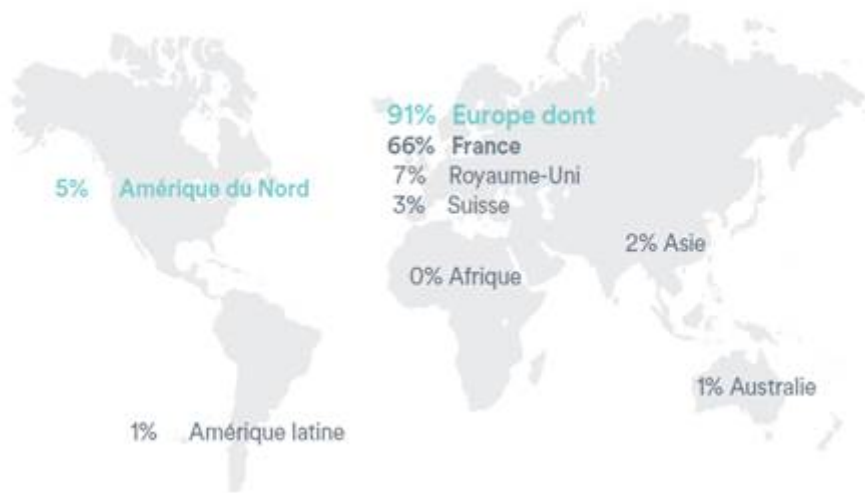 91% Europe dont
66% France
7% Royaume-Uni
3% Suisse
5% Amérique du Nord
2% Asie
0% Afrique
1% Australie
1% Amérique latine